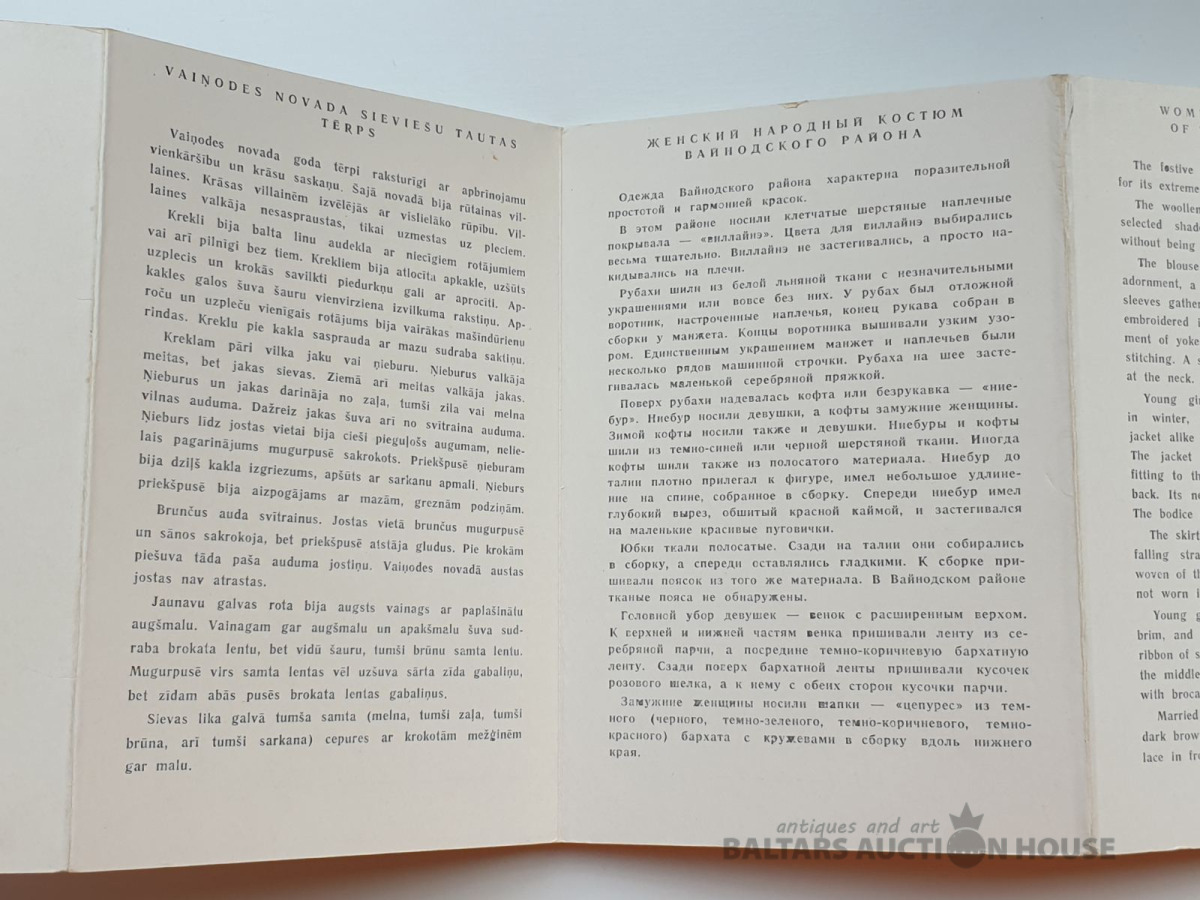 VAIŅODES NOVADA SIEVIEŠU TAUTAS
TĒRPS
Vaiņodes novada goda tērpi raksturīgi ar apbrīnojamu
vienkāršību un krāsu saskaņu. Šajā novadā bija rūtainas vil-
laines. Krāsas villainēm izvēlējās ar vislielāko rūpību. Vil-
laines valkāja nesaspraustas, tikai uzmestas uz pleciem.
Krekli bija balta linu audekla ar niecīgiem rotājumiem
vai arī pilnīgi bez tiem. Krekliem bija atlocīta apkakle, uzšūts
uzplecis un krokās savilkti piedurkņu gali ar aprocīti. Ap-
kakles galos šuva šauru vienvirziena izvilkuma rakstiņu. Ap-
roču un uzpleču vienīgais rotājums bija vairākas mašīndūrienu
rindas. Kreklu pie kakla sasprauda ar mazu sudraba saktiņu.
Kreklam pāri vilka jaku vai ņieburu. Ņieburus valkāja
meitas, bet jakas sievas. Ziemā arī meitas valkāja jakas.
Ņieburus un jakas darināja no zaļa, tumši zila vai melna
vilnas auduma. Dažreiz jakas šuva arī no svītraina auduma.
Ņieburs līdz jostas vietai bija cieši piegulošs augumam, nelie-
lais pagarinājums mugurpusē sakrokots. Priekšpusē ņieburam
bija dziļš kakla izgriezums, apšūts ar sarkanu apmali. Ņieburs
priekšpusē bija aizpogājams ar mazām, greznām podziņām.
Brunčus auda svītrainus. Jostas vietā brunčus mugurpusē
un sānos sakrokoja, bet priekšpusē atstāja gludus. Pie krokām
piešuva tāda paša auduma jostiņu. Vaiņodes novadā austas
jostas nav atrastas.
Jaunavu galvas rota bija augsts vainags ar paplašinātu
augšmalu. Vainagam gar augšmalu un apakšmalu šuva sud-
raba brokata lentu, bet vidū šauru, tumši brūnu samta lentu.
Mugurpusē virs samta lentas vēl uzšuva sārta zīda gabaliņu,
bet zīdam abās pusēs brokata lentas gabaliņus.
Sievas lika galvā tumša samta (melna, tumši zaļa, tumši
brūna, arī tumši sarkana) cepures ar krokotām mežģīnēm
gar malu.
ЖЕНСКИЙ НАРОДНЫЙ КОСТЮМ
ВАЙНОДСКОГО РАЙОНА
Одежда Вайнодского района характерна поразительной
простотой и гармонией красок.
В этом районе носили клетчатые шерстяные наплечные
покрывала — «виллайнэ». Цвета для виллайнэ выбирались
весьма тщательно. Виллайнэ не застегивались, а просто на-
кидывались на плечи.
Рубахи шили из белой льняной ткани с незначительными
украшениями или вовсе без них. У рубах был отложной
воротник, настроченные наплечья, конец рукава собран в
сборки у манжета. Концы воротника вышивали узким узо-
ром. Единственным украшением манжет и наплечьев были
несколько рядов машинной строчки. Рубаха на шее засте-
гивалась маленькой серебряной пряжкой.
Поверх рубахи надевалась кофта или безрукавка — «ние-
бур». Ниебур носили девушки, а кофты замужние женщины.
Зимой кофты носили также и девушки. Ниебуры и кофты
шили из темно-синей или черной шерстяной ткани. Иногда
кофты шили также из полосатого материала. Ниебур до
талии плотно прилегал к фигуре, имел небольшое удлине-
ние на спине, собранное в сборку. Спереди ниебур имел
глубокий вырез, обшитый красной каймой, и застегивался
на маленькие красивые пуговички.
Юбки ткали полосатые. Сзади на талии они собирались
в сборку, а спереди оставлялись гладкими. К сборке при-
шивали поясок из того же материала. В Вайнодском районе
тканые пояса не обнаружены.
Головной убор девушек — венок с расширенным верхом.
К верхней и нижней частям венка пришивали ленту из се-
ребряной парчи, а посредине темно-коричневую бархатную
ленту. Сзади поверх бархатной ленты пришивали кусочек
розового шелка, а к нему с обеих сторон кусочки парчи.
Замужние женщины носили шапки — «цепурес» из тем-
ного (черного, темно-зеленого, темно-коричневого, темно-
красного) бархата с кружевами в сборку вдоль нижнего
края.
WOM
OF
The festive
for its extreme
The woollen
selected shad
without being
The blouse
adornment, a
sleeves gather
embroidered i
ment of yoke
stitching. A s
at the neck.
Young gir
in winter,
jacket alike
The jacket
fitting to th
back. Its ne
The bodice
The skirt
falling stra
woven of th
not worn i
Young g
brim, and
ribbon of s
the middle
with broca
Married
dark brow
lace in fro
antiques and art
BALTARS AUCTION HOUSE